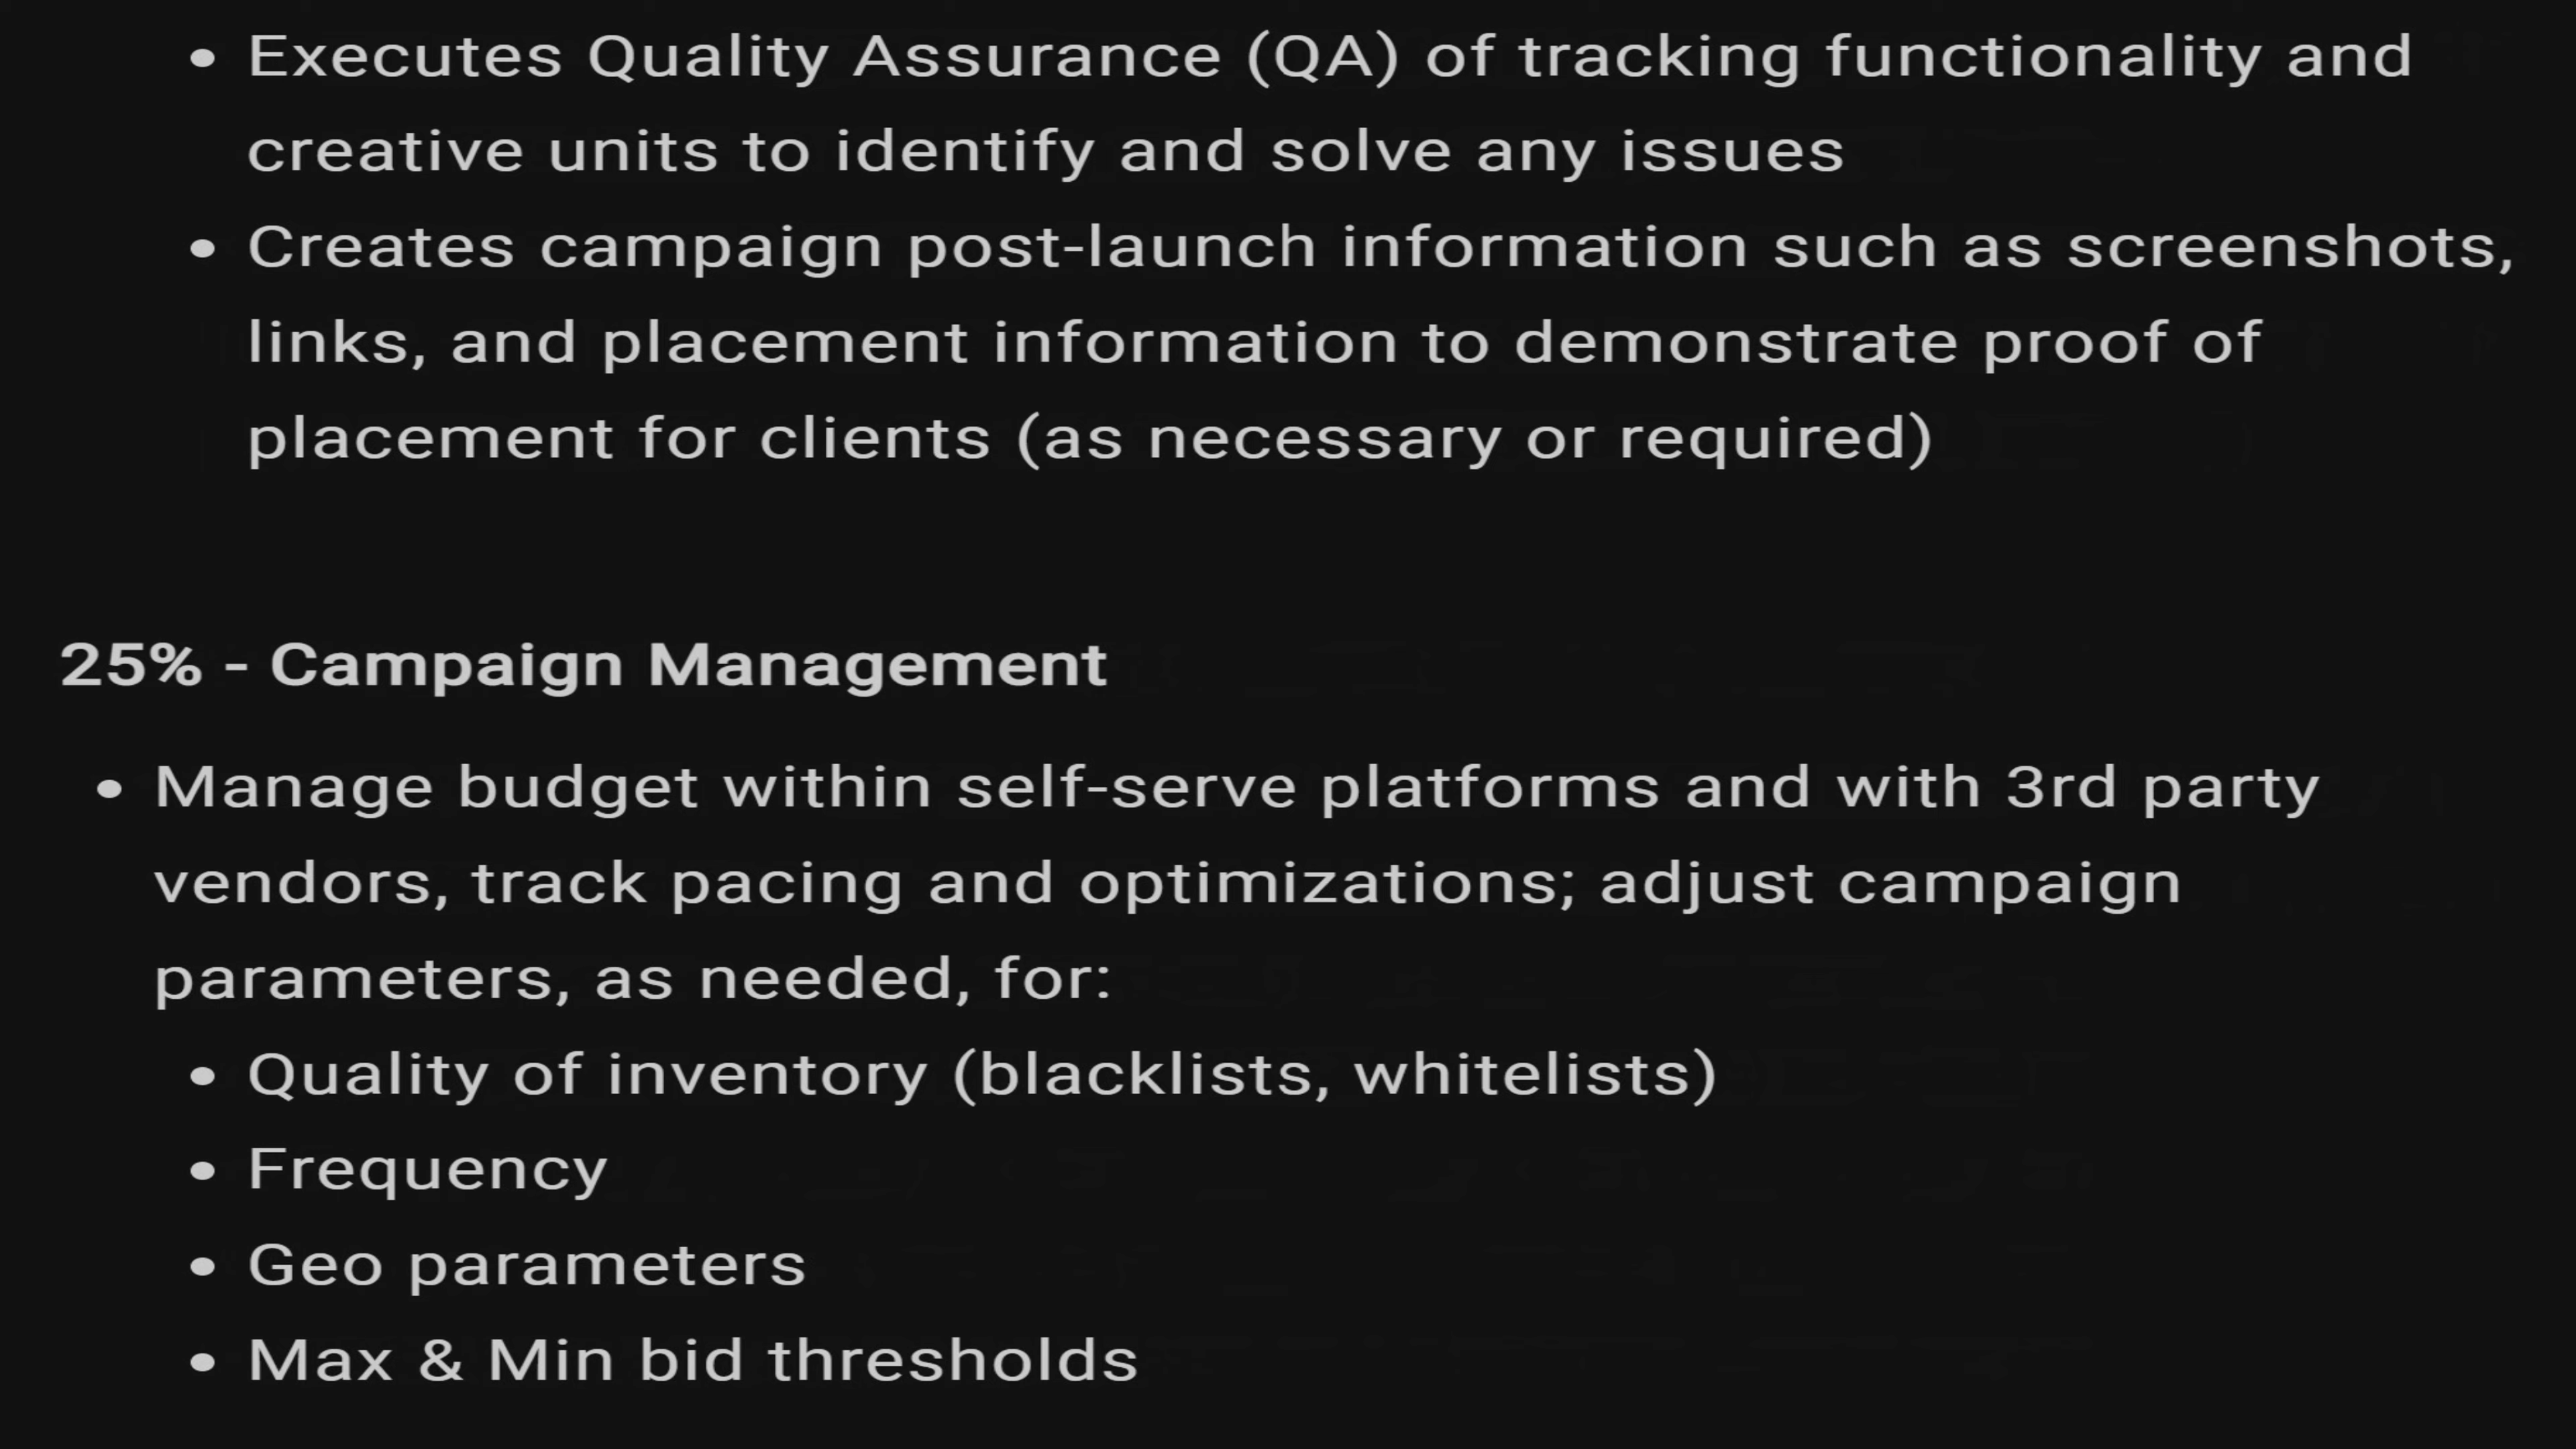 • Executes Quality Assurance (QA) of tracking functionality and
creative units to identify and solve any issues
• Creates campaign post-launch information such as screenshots,
links, and placement information to demonstrate proof of
placement for clients (as necessary or required)
25% - Campaign Management
• Manage budget within self-serve platforms and with 3rd party
vendors, track pacing and optimizations; adjust campaign
parameters, as needed, for:
• Quality of inventory (blacklists, whitelists)
• Frequency
• Geo parameters
• Max & Min bid thresholds